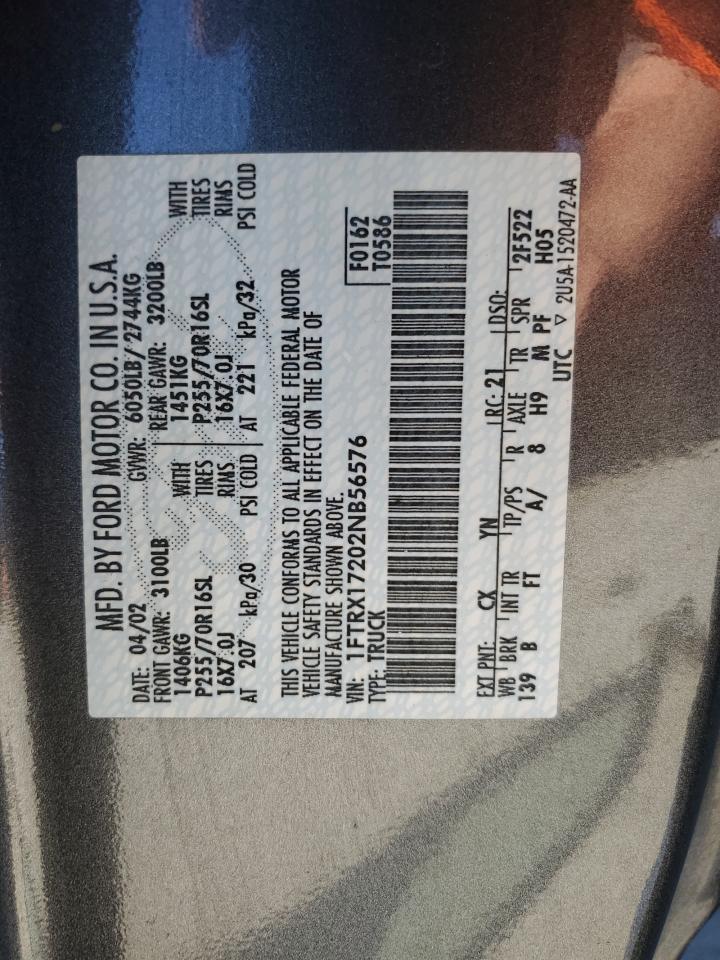 MFD. BY FORD MOTOR CO. IN U.S.A.
DATE: 04/02 GVWR: 6050LB/ 2744KG
FRONT GAWR: 3100LB REAR GAWR: 3200LB
1406KG WITH 1451KG WITH
P255/70R16SL TIRES P255/70R16SL TIRES
16X7.0J RIMS 16X7.0J RIMS
AT 207 kPa/30 PSI COLD AT 221 kPa/32 PSI COLD
THIS VEHICLE CONFORMS TO ALL APPLICABLE FEDERAL MOTOR
VEHICLE SAFETY STANDARDS IN EFFECT ON THE DATE OF
MANUFACTURE SHOWN ABOVE.
VIN: 1FTRX17202NB56576 F0162
TYPE: TRUCK T0586
EXT PNT: CX YN RC: 21 DSO:
WB BRK INT TR TP/PS R AXLE TR SPR 2F522
139 B FT A/ 8 H9 M PF H05
UTC ▽ 2U5A-1520472-AA